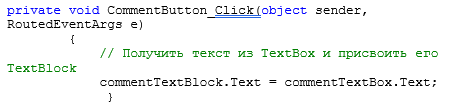 private void CommentButton_Click(object sender,
RoutedEventArgs e)
{
// Получить текст из TextBox и присвоить его
TextBlock
commentTextBlock.Text = commentTextBox.Text;
}